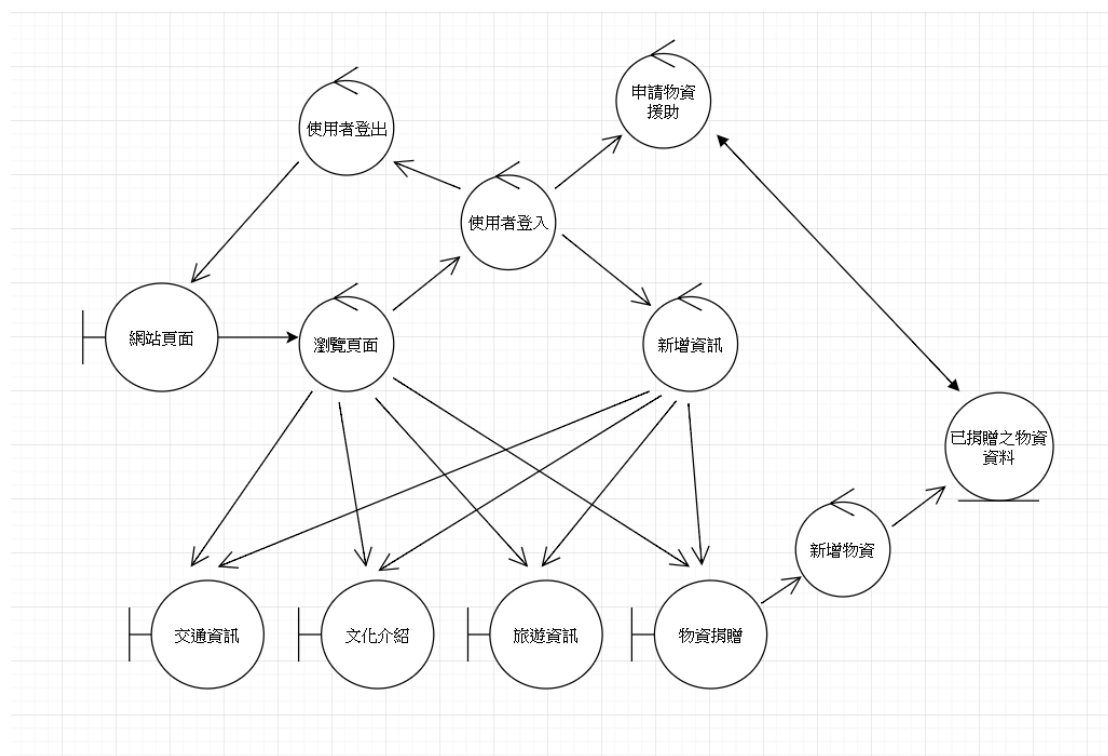 申請物資
援助
使用者登出
使用者登入
網站頁面
瀏覽頁面
新增資訊
已捐贈之物資
資料
新增物資
交通資訊
文化介紹
旅遊資訊
物資捐贈